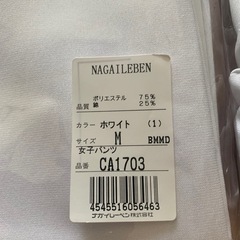 NAGAILEBEN
ポリエステル 75%
綿 25%
カラー ホワイト (1)
サイズ M BMMD
女子パンツ
品番 CA1703
4545516056463
ナガイレーベン株式会社